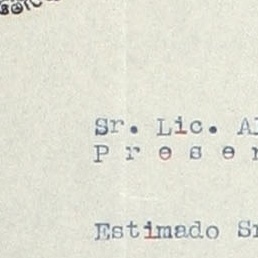 Sr. Lic. Al
P r e s e n
Estimado Sr